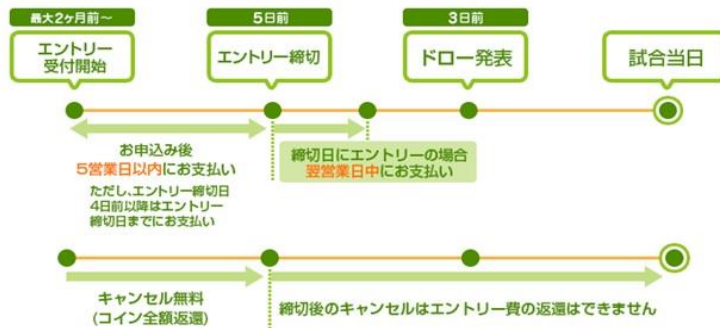 最大2ヶ月前～
エントリー
受付開始
5日前
エントリー締切
3日前
ドロー発表
試合当日
お申込み後
5営業日以内にお支払い
ただし、エントリー締切日
4日前以降はエントリー
締切日までにお支払い
締切日にエントリーの場合
翌営業日中にお支払い
キャンセル無料
(コイン全額返還)
締切後のキャンセルはエントリー費の返還はできません